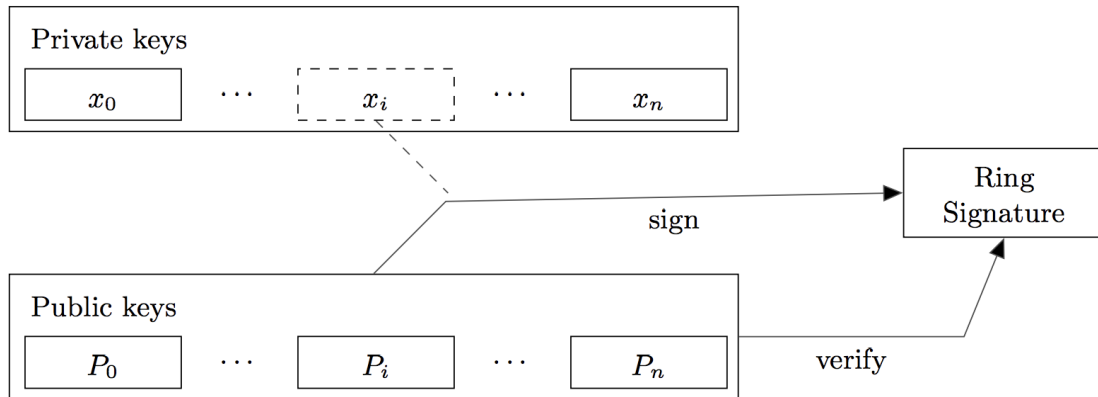 Private keys
x₀ ··· xᵢ ··· xₙ
Ring
Signature
sign
Public keys
P₀ ··· Pᵢ ··· Pₙ
verify